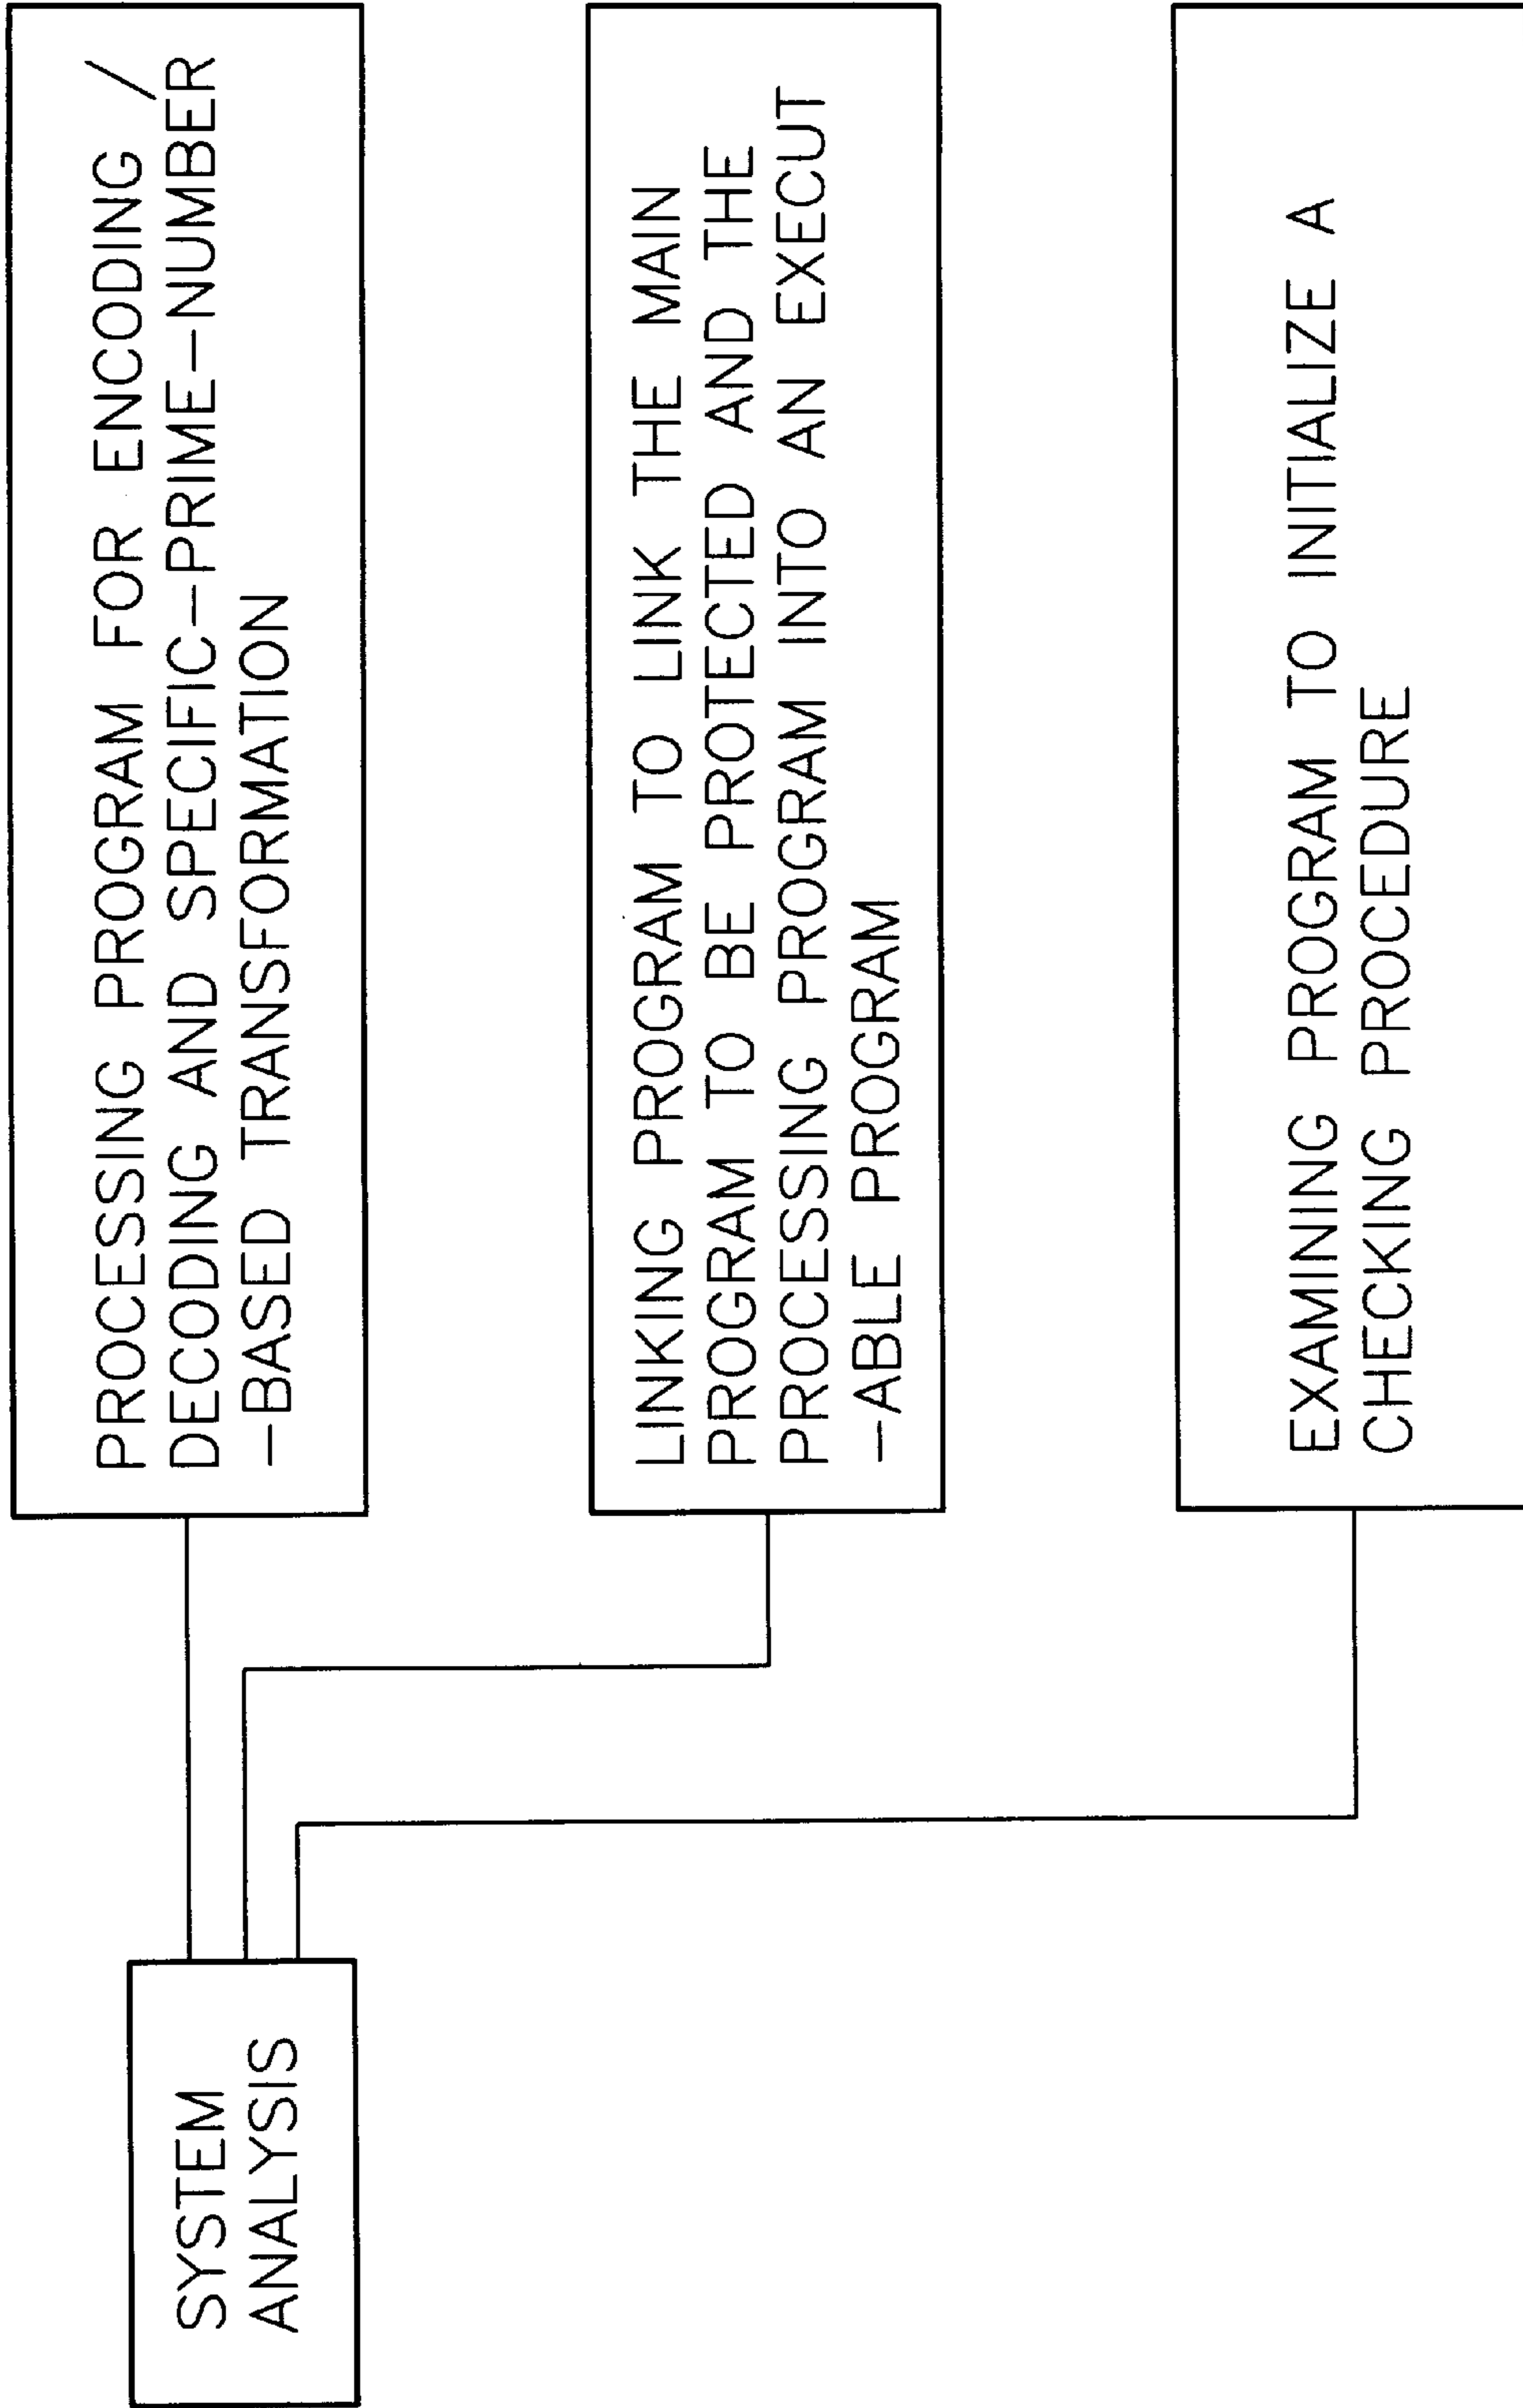 SYSTEM
ANALYSIS
PROCESSING PROGRAM FOR ENCODING /
DECODING AND SPECIFIC-PRIME-NUMBER
-BASED TRANSFORMATION
LINKING PROGRAM TO LINK THE MAIN
PROGRAM TO BE PROTECTED AND THE
PROCESSING PROGRAM INTO AN EXECUT
-ABLE PROGRAM
EXAMINING PROGRAM TO INITIALIZE A
CHECKING PROCEDURE